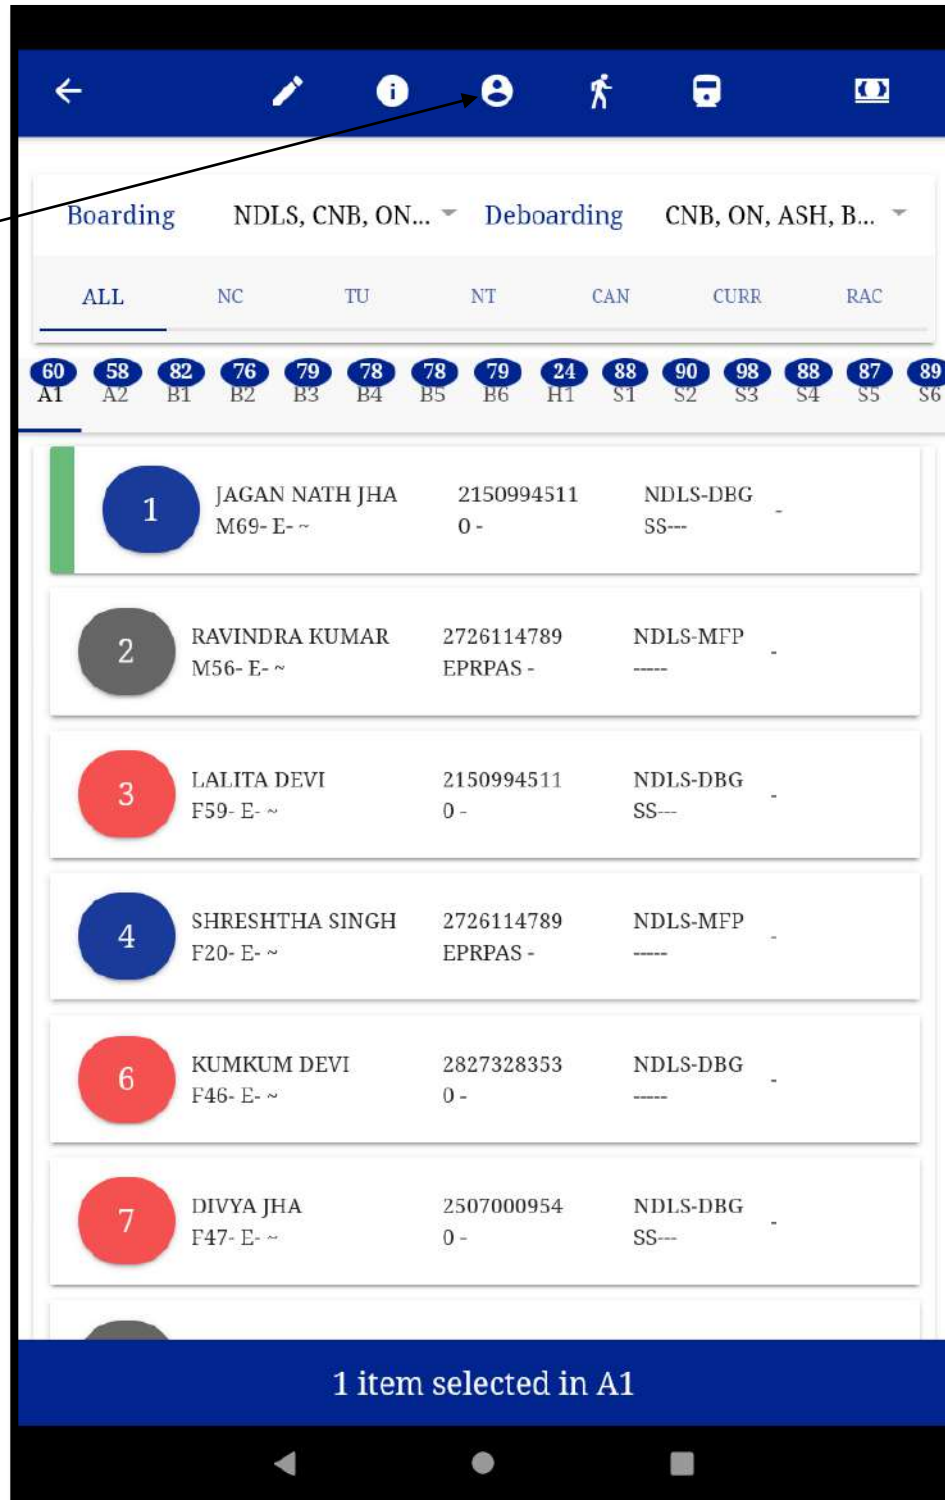 Boarding NDLS, CNB, ON... Deboarding CNB, ON, ASH, B...
ALL NC TU NT CAN CURR RAC
60 58 82 76 79 78 78 79 24 88 90 98 88 87 89
A1 A2 B1 B2 B3 B4 B5 B6 H1 S1 S2 S3 S4 S5 S6
1 JAGAN NATH JHA 2150994511 NDLS-DBG -
M69- E- ~ 0 - SS---
2 RAVINDRA KUMAR 2726114789 NDLS-MFP -
M56- E- ~ EPRPAS - -----
3 LALITA DEVI 2150994511 NDLS-DBG -
F59- E- ~ 0 - SS---
4 SHRESHTHA SINGH 2726114789 NDLS-MFP -
F20- E- ~ EPRPAS - -----
6 KUMKUM DEVI 2827328353 NDLS-DBG -
F46- E- ~ 0 - -----
7 DIVYA JHA 2507000954 NDLS-DBG -
F47- E- ~ 0 - SS---
1 item selected in A1